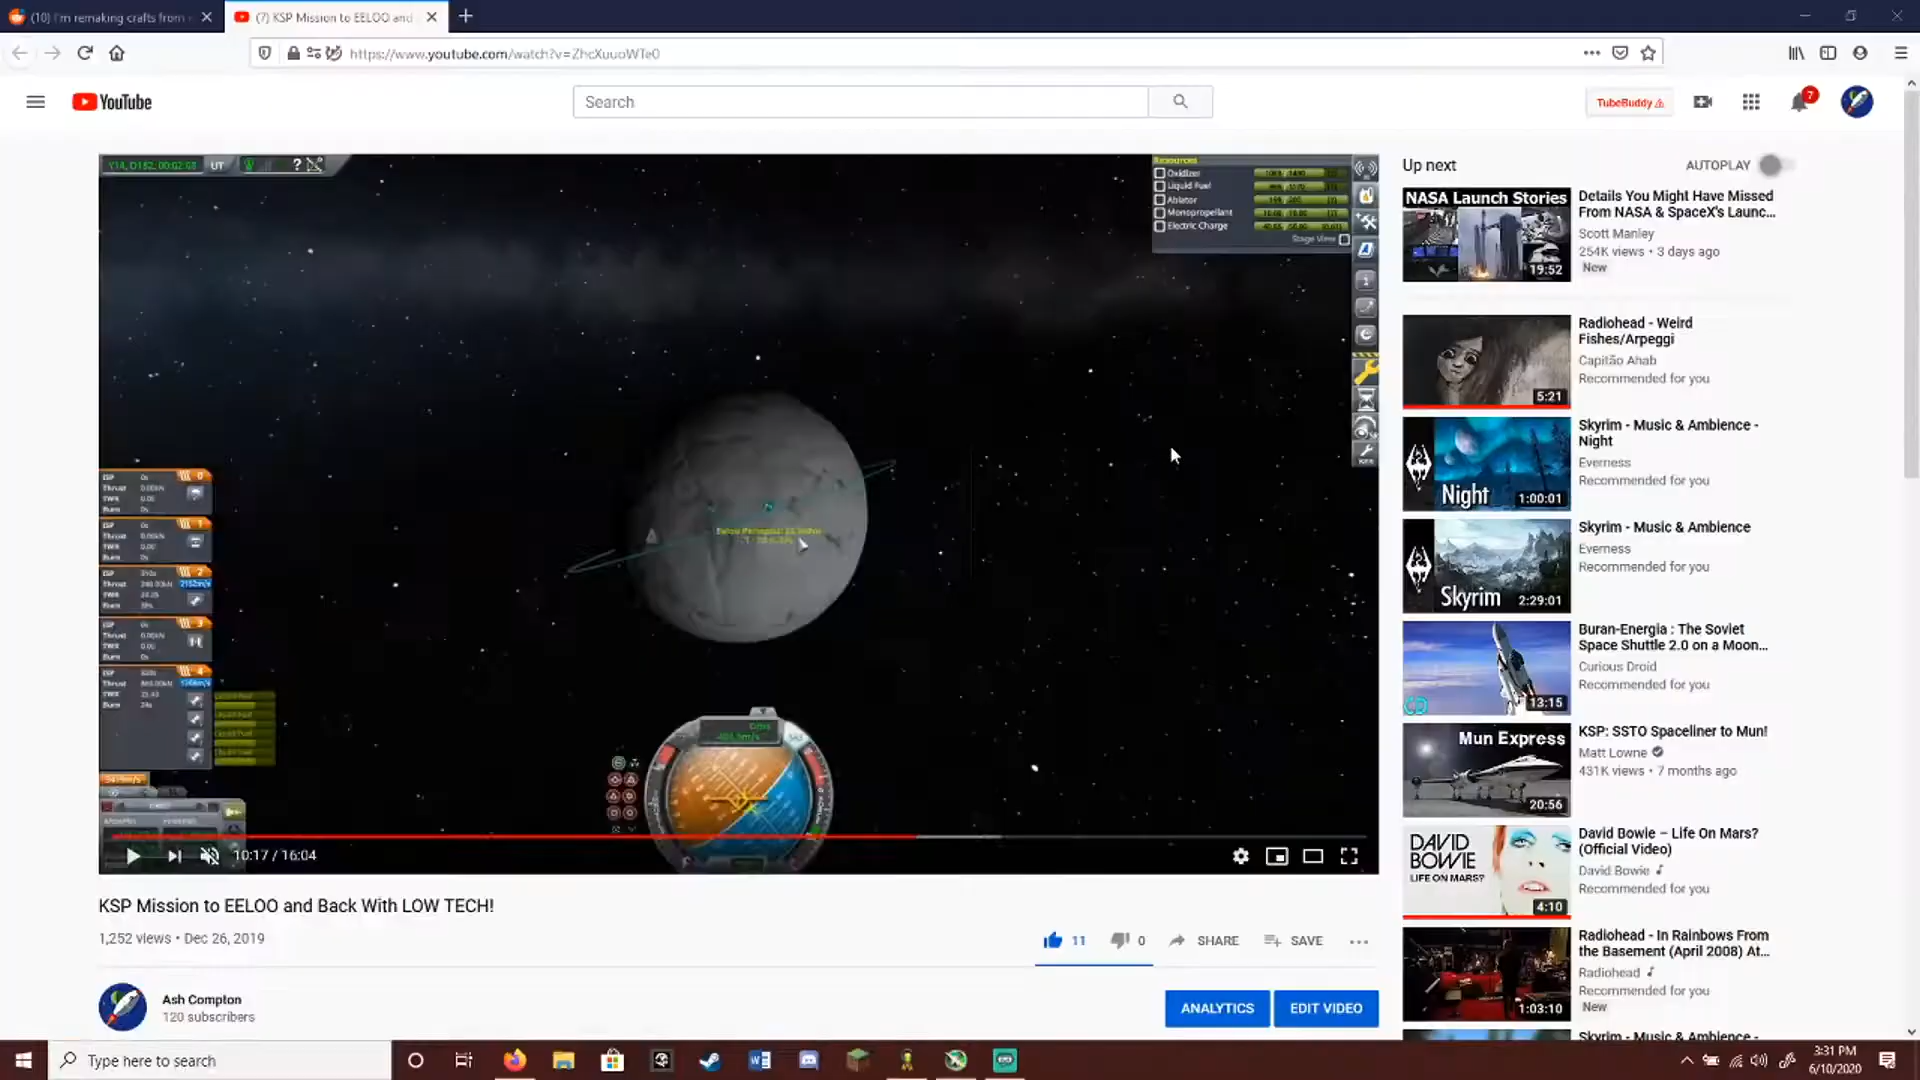 (10) I'm remaking crafts from
(7) KSP Mission to EELOO and
https://www.youtube.com/watch?v=ZhcXuuoWTe0
YouTube
Search
TubeBuddy
7
UT
?
Resources
Oxidizer
Liquid Fuel
Ablator
Monopropellant
Electric Charge
Stage View
0
1
2
3
4
10:17 / 16:04
KSP Mission to EELOO and Back With LOW TECH!
1,252 views • Dec 26, 2019
11
0
SHARE
SAVE
Ash Compton
120 subscribers
ANALYTICS
EDIT VIDEO
Up next
AUTOPLAY
NASA Launch Stories
19:52
Details You Might Have Missed
From NASA & SpaceX's Launc...
Scott Manley
254K views • 3 days ago
New
5:21
Radiohead - Weird
Fishes/Arpeggi
Capitão Ahab
Recommended for you
Night
1:00:01
Skyrim - Music & Ambience -
Night
Everness
Recommended for you
Skyrim
2:29:01
Skyrim - Music & Ambience
Everness
Recommended for you
CD
13:15
Buran-Energia : The Soviet
Space Shuttle 2.0 on a Moon...
Curious Droid
Recommended for you
Mun Express
20:56
KSP: SSTO Spaceliner to Mun!
Matt Lowne
431K views • 7 months ago
DAVID
BOWIE
LIFE ON MARS?
4:10
David Bowie – Life On Mars?
(Official Video)
David Bowie
Recommended for you
1:03:10
Radiohead - In Rainbows From
the Basement (April 2008) At...
Radiohead
Recommended for you
New
Skyrim - Music & Ambience -
Type here to search
3:31 PM
6/10/2020